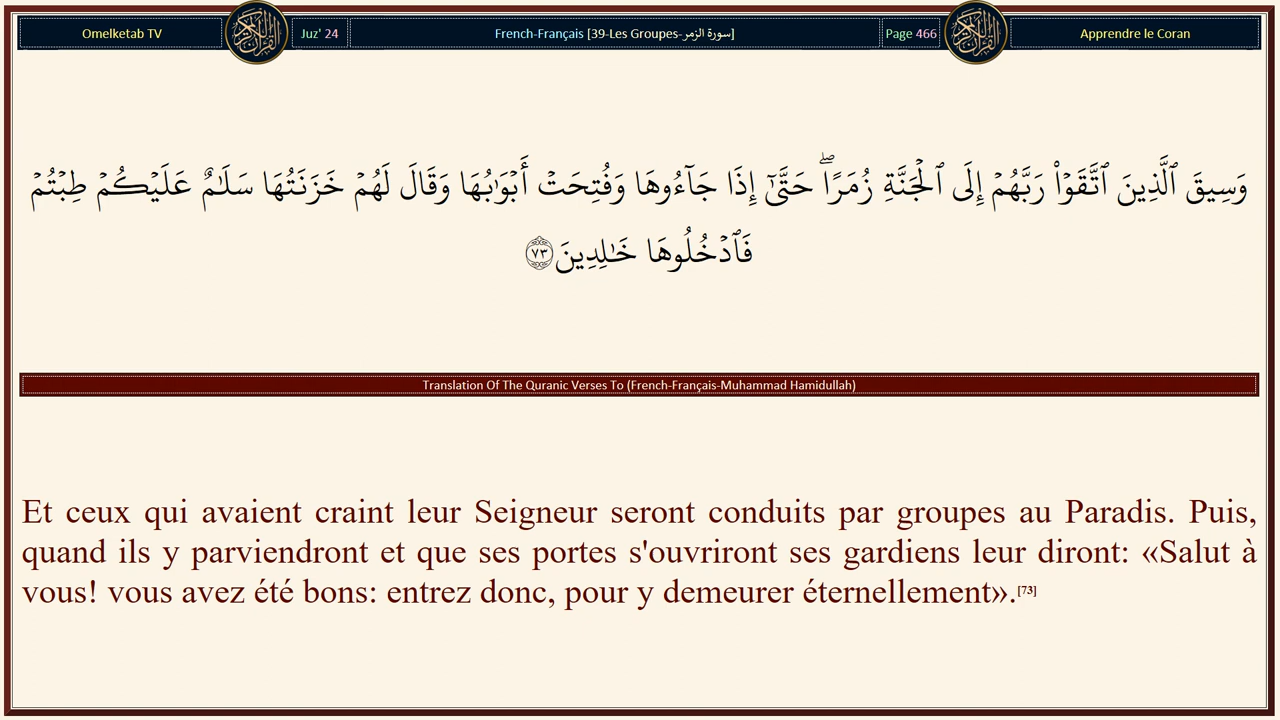 Omelketab TV
Juz' 24
French-Français [39-Les Groupes-سورة الزمر]
Page 466
Apprendre le Coran
وَسِيقَ ٱلَّذِينَ ٱتَّقَوۡاْ رَبَّهُمۡ إِلَى ٱلۡجَنَّةِ زُمَرًاۖ حَتَّىٰٓ إِذَا جَآءُوهَا وَفُتِحَتۡ أَبۡوَٰبُهَا وَقَالَ لَهُمۡ خَزَنَتُهَا سَلَٰمٌ عَلَيۡكُمۡ طِبۡتُمۡ
فَٱدۡخُلُوهَا خَٰلِدِينَ ٧٣
Translation Of The Quranic Verses To (French-Français-Muhammad Hamidullah)
Et ceux qui avaient craint leur Seigneur seront conduits par groupes au Paradis. Puis,
quand ils y parviendront et que ses portes s'ouvriront ses gardiens leur diront: «Salut à
vous! vous avez été bons: entrez donc, pour y demeurer éternellement».[73]